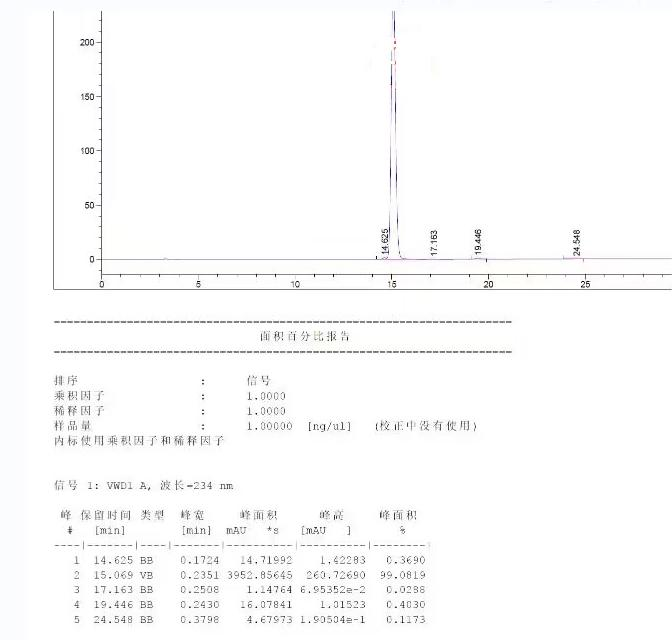 200
150
100
50
0
14.625
17.163
19.446
24.548
0 5 10 15 20 25
面积百分比报告
排序 : 信号
乘积因子 : 1.0000
稀释因子 : 1.0000
样品量 : 1.00000 [ng/ul] (校正中没有使用)
内标使用乘积因子和稀释因子
信号 1: VWD1 A, 波长=234 nm
峰 保留时间 类型 峰宽 峰面积 峰高 峰面积
# [min] [min] mAU *s [mAU ] %
1 14.625 BB 0.1724 14.71992 1.42283 0.3690
2 15.069 VB 0.2351 3952.85645 260.72690 99.0819
3 17.163 BB 0.2508 1.14764 6.95352e-2 0.0288
4 19.446 BB 0.2430 16.07841 1.01523 0.4030
5 24.548 BB 0.3798 4.67973 1.90504e-1 0.1173